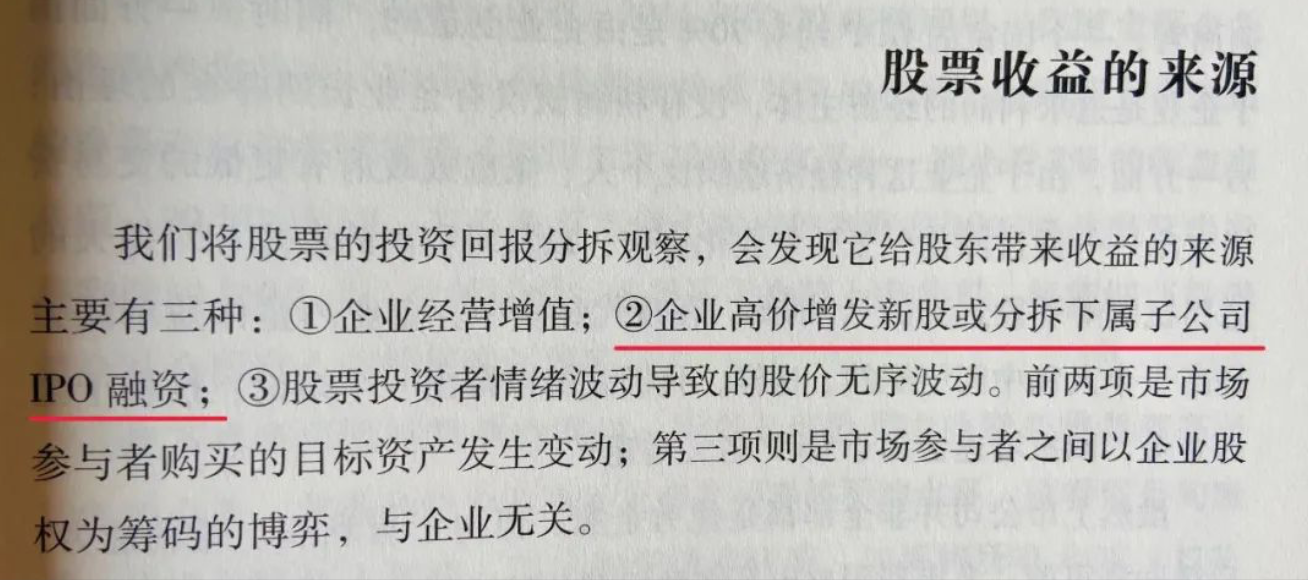 股票收益的来源
我们将股票的投资回报分拆观察，会发现它给股东带来收益的来源
主要有三种：①企业经营增值；②企业高价增发新股或分拆下属子公司
IPO 融资；③股票投资者情绪波动导致的股价无序波动。前两项是市场
参与者购买的目标资产发生变动；第三项则是市场参与者之间以企业股
权为筹码的博弈，与企业无关。